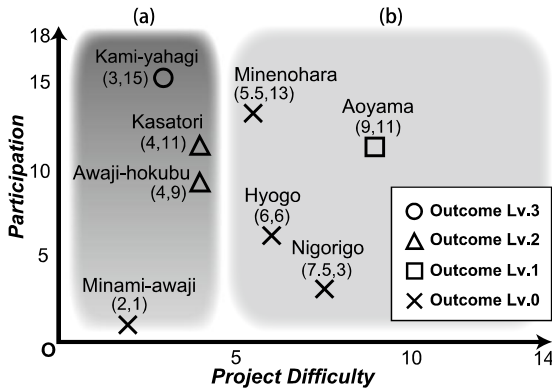 (a)
(b)
18
Kami-yahagi
(3,15)
15
Minenohara
(5.5,13)
Aoyama
(9,11)
Kasatori
(4,11)
10
Awaji-hokubu
(4,9)
Hyogo
(6,6)
5
Nigorigo
(7.5,3)
Minami-awaji
(2,1)
Participation
Outcome Lv.3
Outcome Lv.2
Outcome Lv.1
Outcome Lv.0
O
5
10
14
Project Difficulty